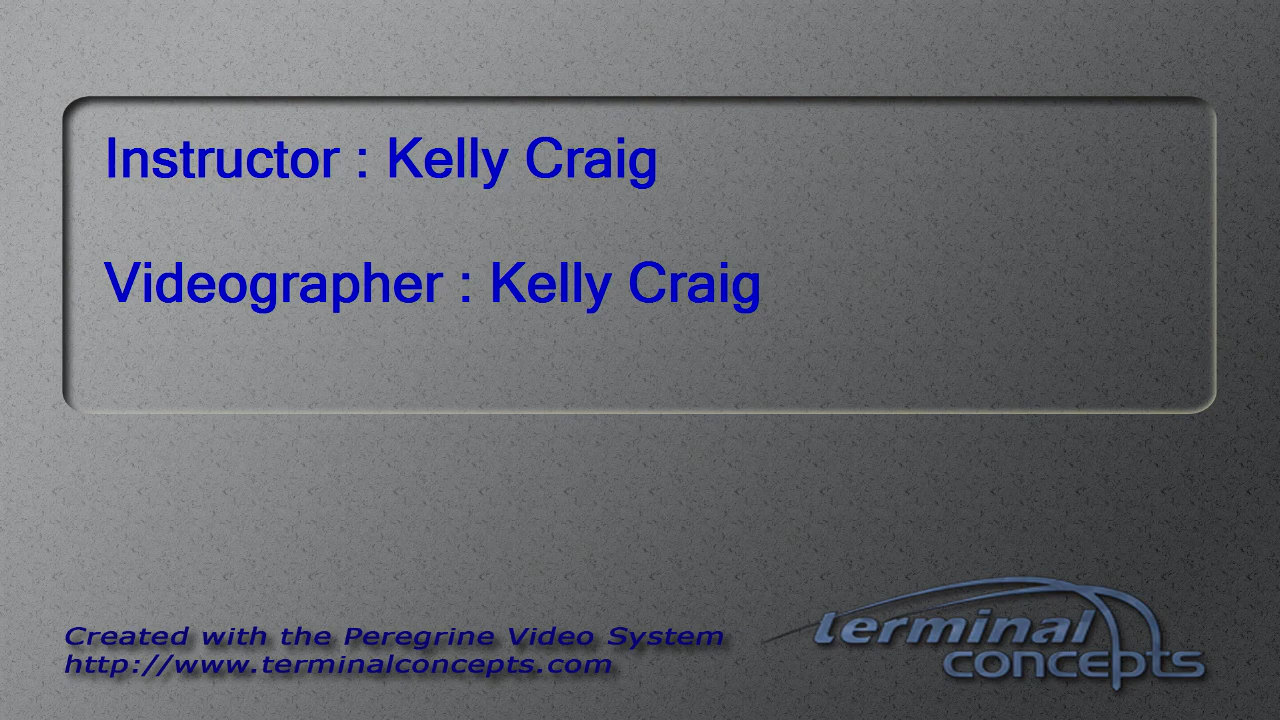 Instructor : Kelly Craig
Videographer : Kelly Craig
Created with the Peregrine Video System
http://www.terminalconcepts.com
terminal
concepts